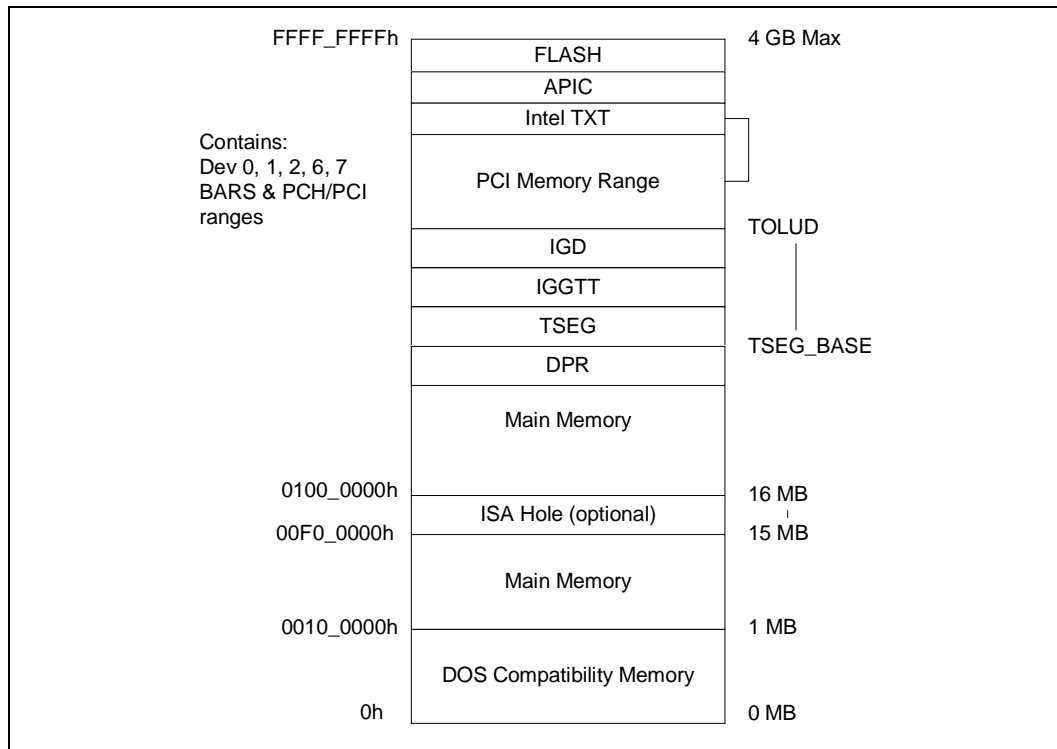 FFFF_FFFFh
4 GB Max
FLASH
APIC
Intel TXT
Contains:
Dev 0, 1, 2, 6, 7
BARS & PCH/PCI
ranges
PCI Memory Range
TOLUD
IGD
IGGTT
TSEG
TSEG_BASE
DPR
Main Memory
0100_0000h
16 MB
ISA Hole (optional)
00F0_0000h
15 MB
Main Memory
0010_0000h
1 MB
DOS Compatibility Memory
0h
0 MB